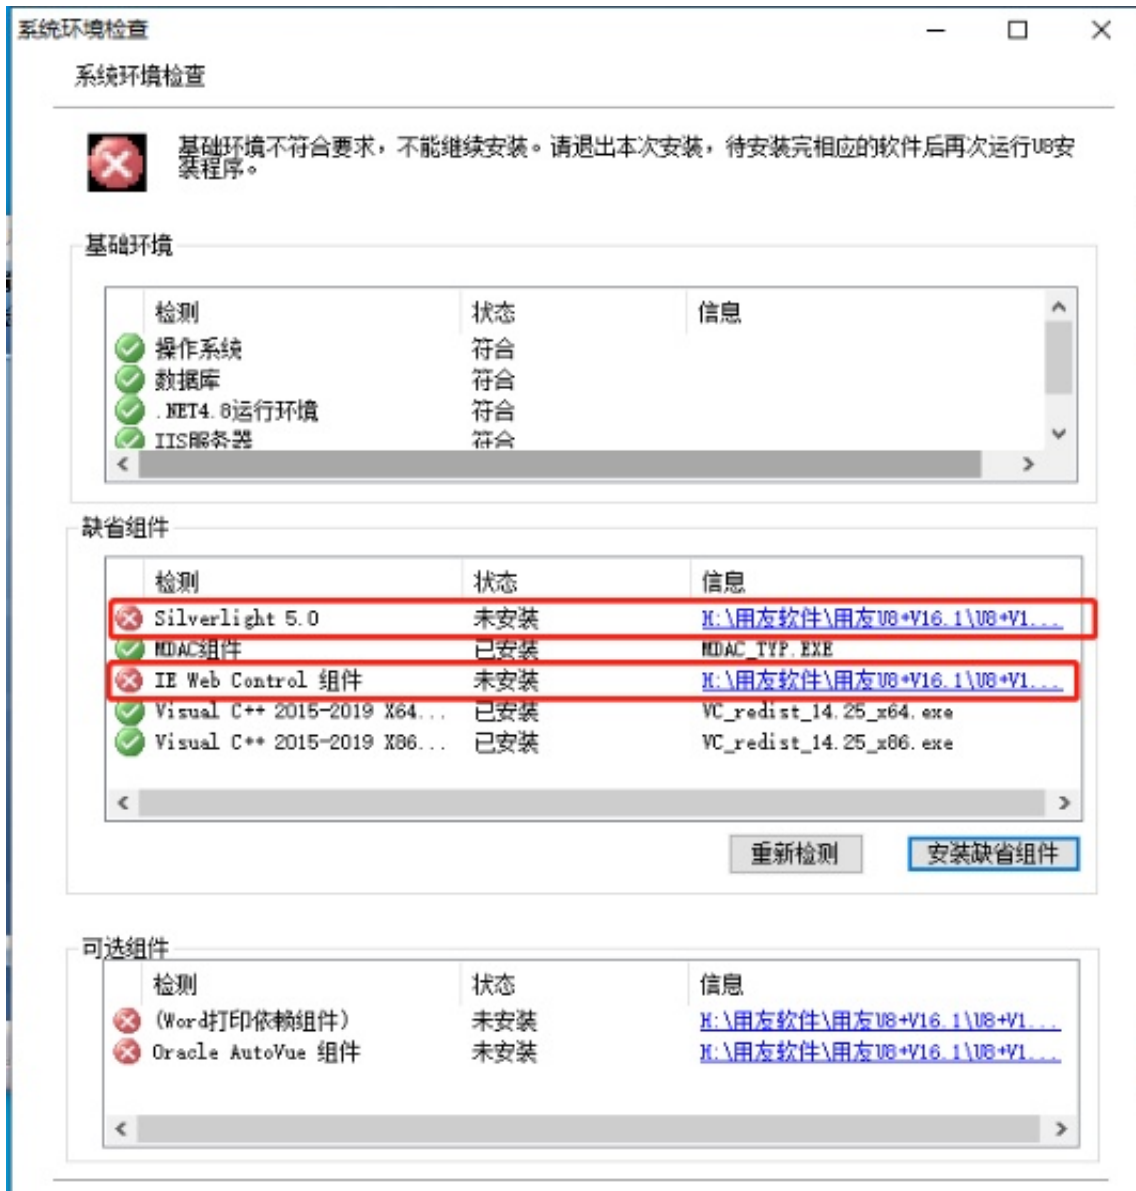 系统环境检查
系统环境检查
基础环境不符合要求，不能继续安装。请退出本次安装，待安装完相应的软件后再次运行U8安
装程序。
基础环境
检测 状态 信息
操作系统 符合
数据库 符合
.NET4.8运行环境 符合
IIS服务器 符合
缺省组件
检测 状态 信息
Silverlight 5.0 未安装 H:\用友软件\用友U8+V16.1\U8+V1...
MDAC组件 已安装 MDAC_TYP.EXE
IE Web Control 组件 未安装 H:\用友软件\用友U8+V16.1\U8+V1...
Visual C++ 2015-2019 X64... 已安装 VC_redist_14.25_x64.exe
Visual C++ 2015-2019 X86... 已安装 VC_redist_14.25_x86.exe
重新检测 安装缺省组件
可选组件
检测 状态 信息
(Word打印依赖组件) 未安装 H:\用友软件\用友U8+V16.1\U8+V1...
Oracle AutoVue 组件 未安装 H:\用友软件\用友U8+V16.1\U8+V1...